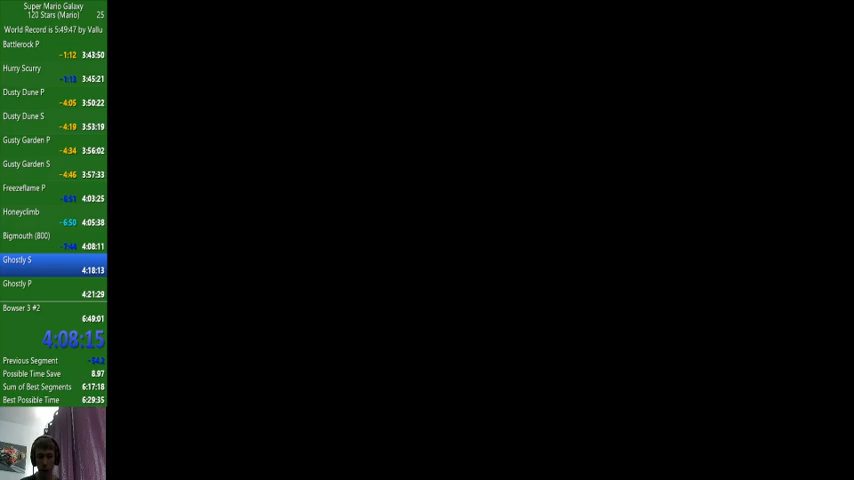 Super Mario Galaxy
120 Stars (Mario) 25
World Record is 5:49:47 by Vallu
Battlerock P
-1:12 3:43:50
Hurry Scurry
-1:13 3:45:21
Dusty Dune P
-4:05 3:50:22
Dusty Dune S
-4:19 3:53:19
Gusty Garden P
-4:34 3:56:02
Gusty Garden S
-4:46 3:57:33
Freezeflame P
-6:51 4:03:25
Honeyclimb
-6:50 4:05:38
Bigmouth (800)
-7:44 4:08:11
Ghostly S
4:18:13
Ghostly P
4:21:29
Bowser 3 #2
6:49:01
4:08:15
Previous Segment -54.3
Possible Time Save 8.97
Sum of Best Segments 6:17:18
Best Possible Time 6:29:35